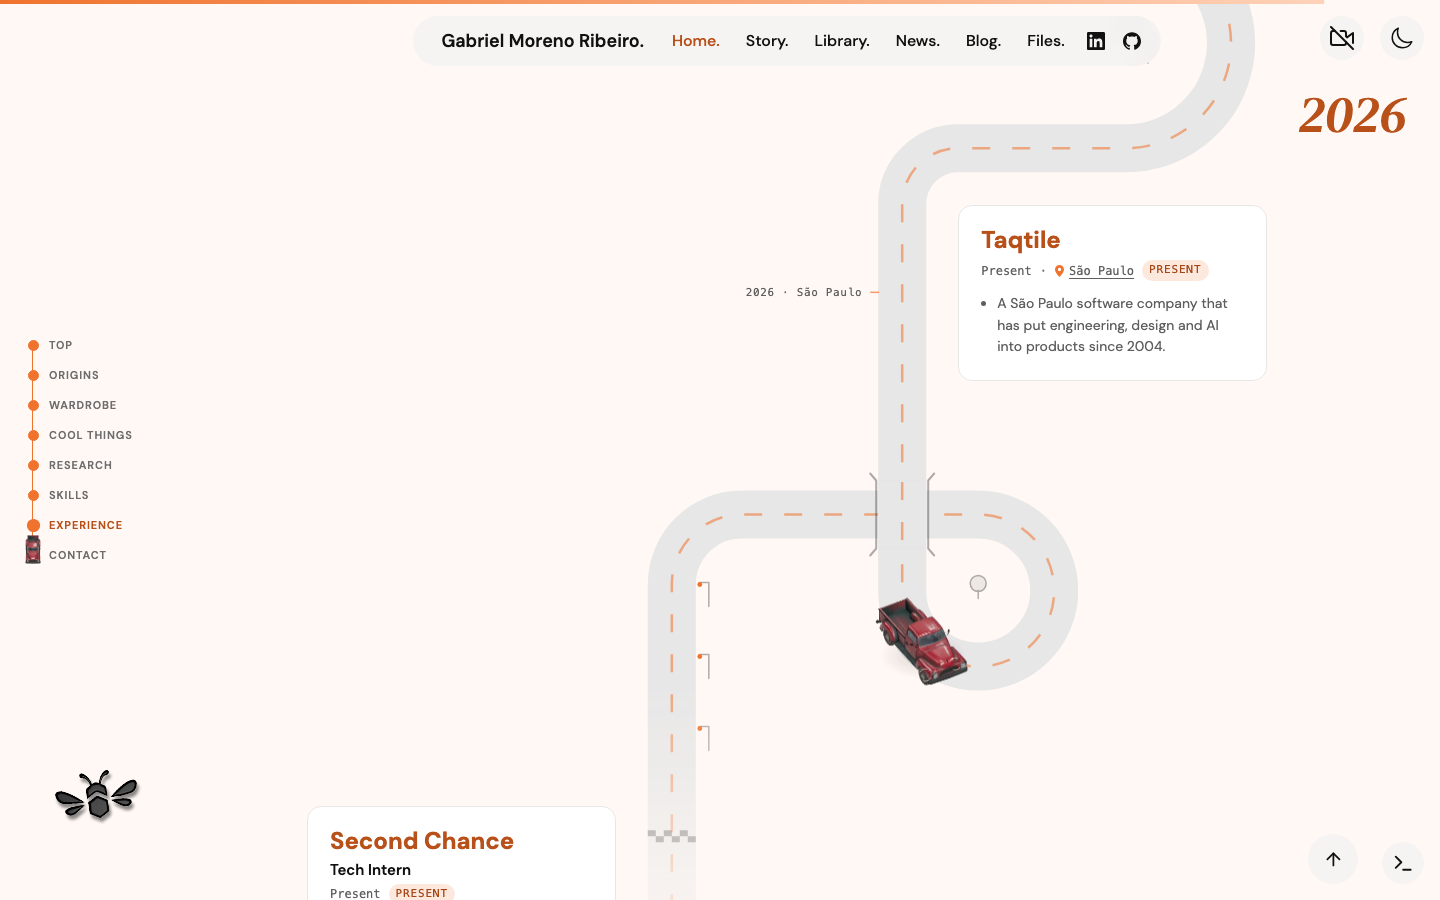 Gabriel Moreno Ribeiro. Home. Story. Library. News. Blog. Files.
2026
Taqtile
Present · São Paulo PRESENT
• A São Paulo software company that
has put engineering, design and AI
into products since 2004.
2026 · São Paulo
TOP
ORIGINS
WARDROBE
COOL THINGS
RESEARCH
SKILLS
EXPERIENCE
CONTACT
Second Chance
Tech Intern
Present PRESENT